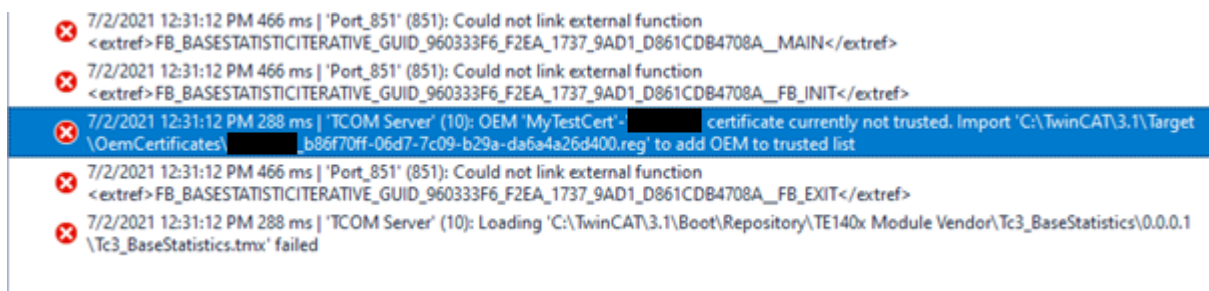 7/2/2021 12:31:12 PM 466 ms | 'Port_851' (851): Could not link external function
<extref>FB_BASESTATISTICITERATIVE_GUID_960333F6_F2EA_1737_9AD1_D861CDB4708A__MAIN</extref>
7/2/2021 12:31:12 PM 466 ms | 'Port_851' (851): Could not link external function
<extref>FB_BASESTATISTICITERATIVE_GUID_960333F6_F2EA_1737_9AD1_D861CDB4708A__FB_INIT</extref>
7/2/2021 12:31:12 PM 288 ms | 'TCOM Server' (10): OEM 'MyTestCert'- certificate currently not trusted. Import 'C:\TwinCAT\3.1\Target
\OemCertificates\ _b86f70ff-06d7-7c09-b29a-da6a4a26d400.reg' to add OEM to trusted list
7/2/2021 12:31:12 PM 466 ms | 'Port_851' (851): Could not link external function
<extref>FB_BASESTATISTICITERATIVE_GUID_960333F6_F2EA_1737_9AD1_D861CDB4708A__FB_EXIT</extref>
7/2/2021 12:31:12 PM 288 ms | 'TCOM Server' (10): Loading 'C:\TwinCAT\3.1\Boot\Repository\TE140x Module Vendor\Tc3_BaseStatistics\0.0.0.1
\Tc3_BaseStatistics.tmx' failed